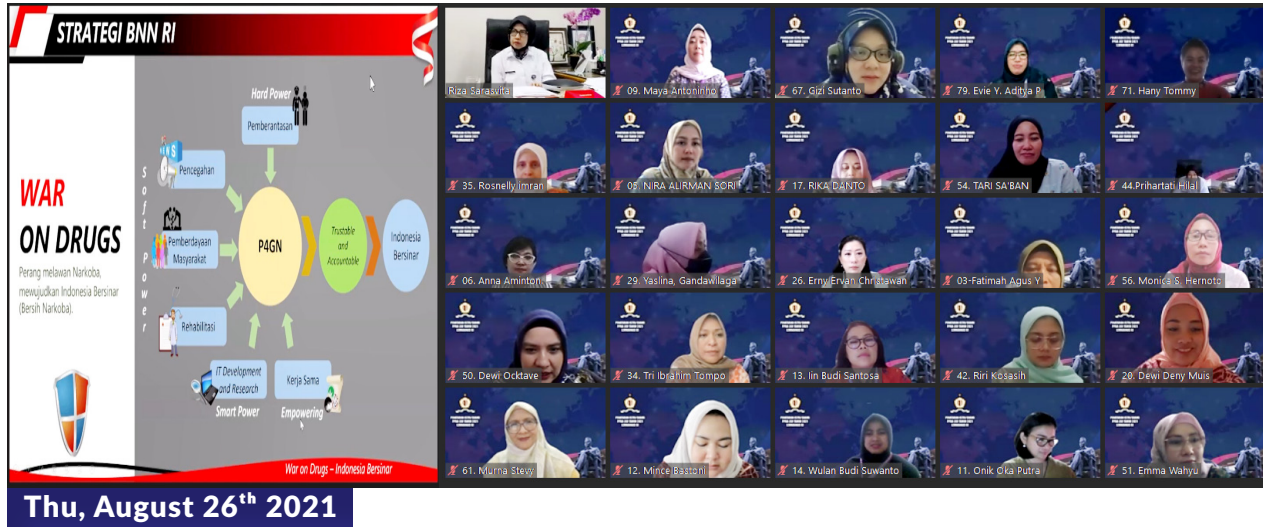 STRATEGI BNN RI
WAR
ON DRUGS
Perang melawan Narkoba,
mewujudkan Indonesia Bersinar
(Bersih Narkoba).
Hard Power
Pemberantasan
Soft Power
Pencegahan
Pemberdayaan
Masyarakat
Rehabilitasi
P4GN
Trustable
and
Accountable
Indonesia
Bersinar
IT Development
and Research
Smart Power
Kerja Sama
Empowering
War on Drugs – Indonesia Bersinar
Riza Sarasvita
09. Maya Antoninho
67. Gizi Sutanto
79. Evie Y. Aditya P
71. Hany Tommy
35. Rosnelly imran
05. NIRA ALIRMAN SORI
17. RIKA DANTO
54. TARI SA'BAN
44.Prihartati Hilal
06. Anna Aminton
29. Yaslina, Gandawilaga
26. Erny Ervan Christawan
03-Fatimah Agus Y
56. Monica S. Hernoto
50. Dewi Ocktave
34. Tri Ibrahim Tompo
13. Iin Budi Santosa
42. Riri Kosasih
20. Dewi Deny Muis
61. Murna Stevy
12. Mince Bastoni
14. Wulan Budi Suwanto
11. Onik Oka Putra
51. Emma Wahyu
Thu, August 26th 2021